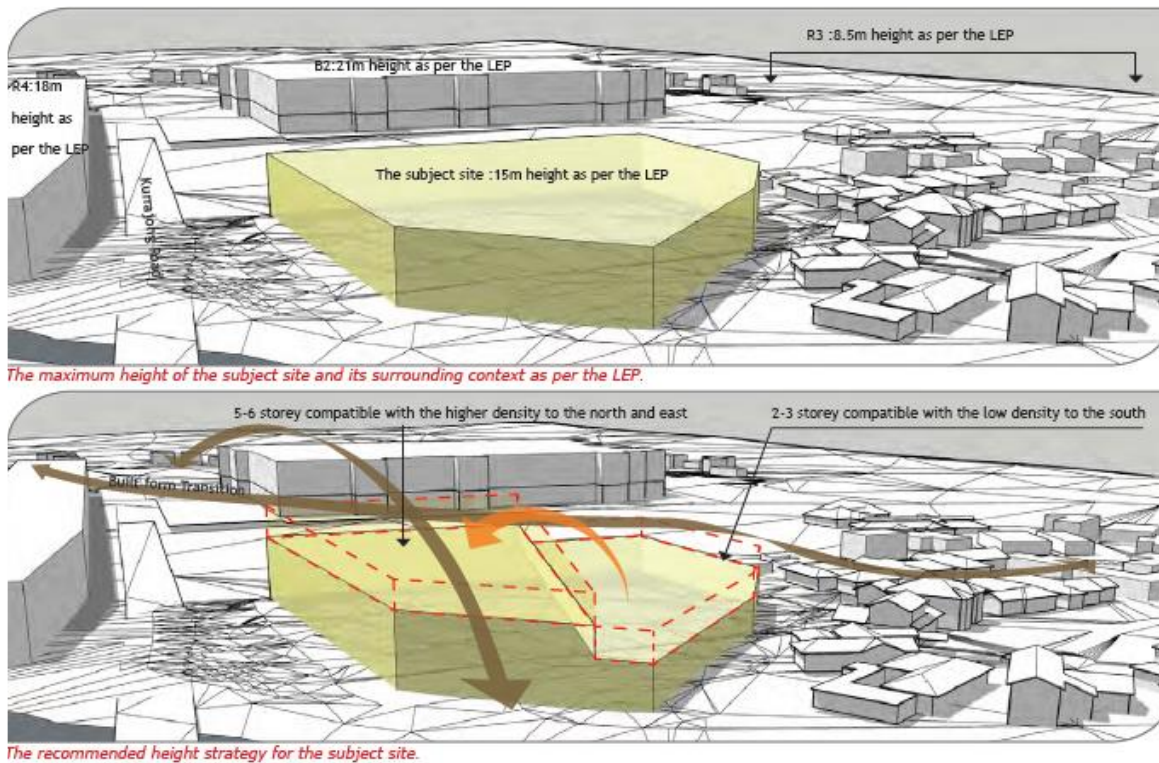 R3 :8.5m height as per the LEP
B2:21m height as per the LEP
R4:18m
height as
per the LEP
The subject site :15m height as per the LEP
Kurrajong Road
The maximum height of the subject site and its surrounding context as per the LEP.
5-6 storey compatible with the higher density to the north and east
2-3 storey compatible with the low density to the south
Built form Transition
The recommended height strategy for the subject site.